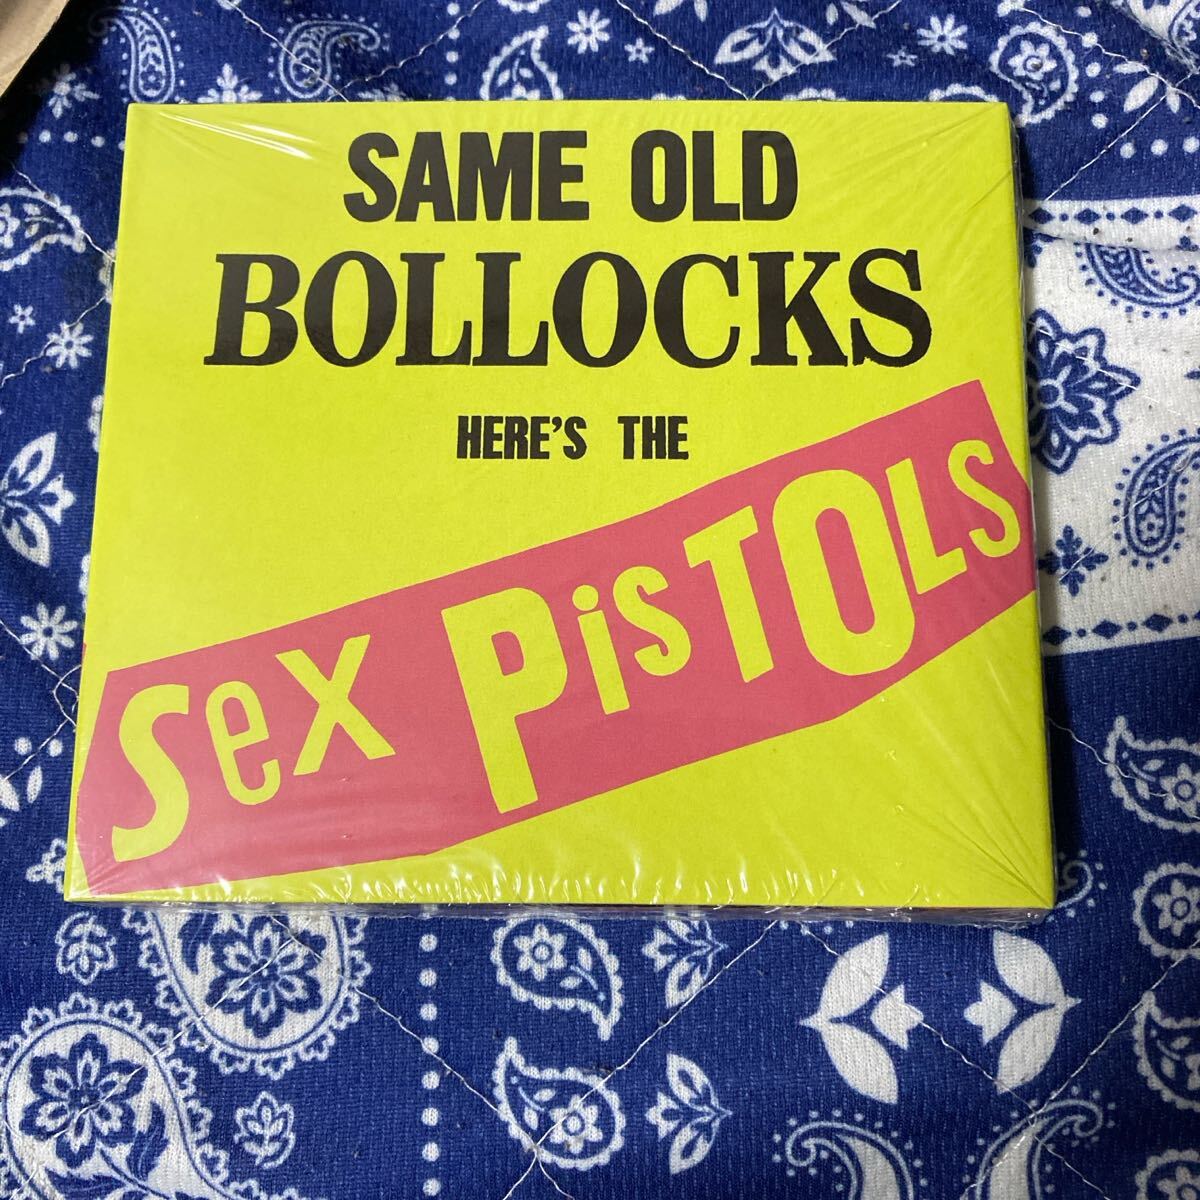 SAME OLD
BOLLOCKS
HERE'S THE
SeX PiSTOLS